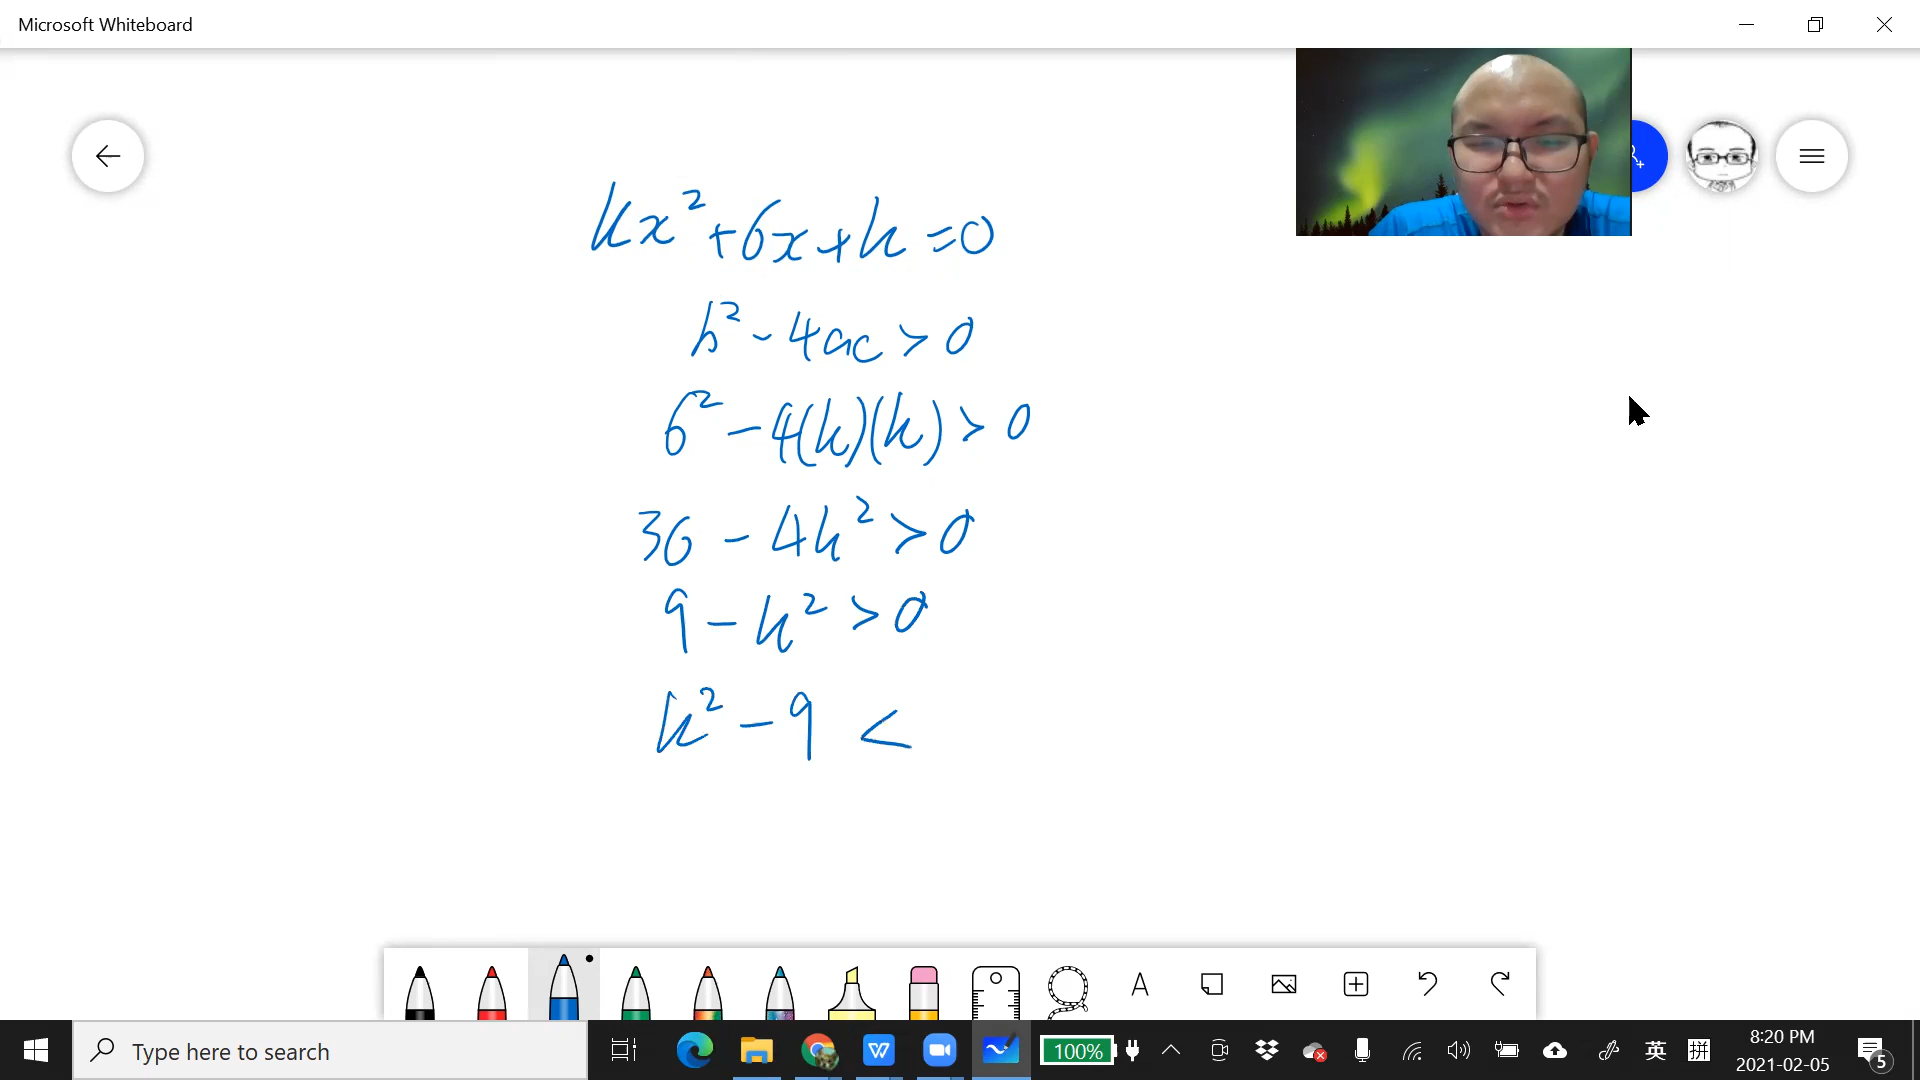 Microsoft Whiteboard
kx²+6x+k=0
b²-4ac>0
6²-4(k)(k)>0
36-4k²>0
9-k²>0
k²-9<
A
Type here to search
100%
英
拼
8:20 PM
2021-02-05
5